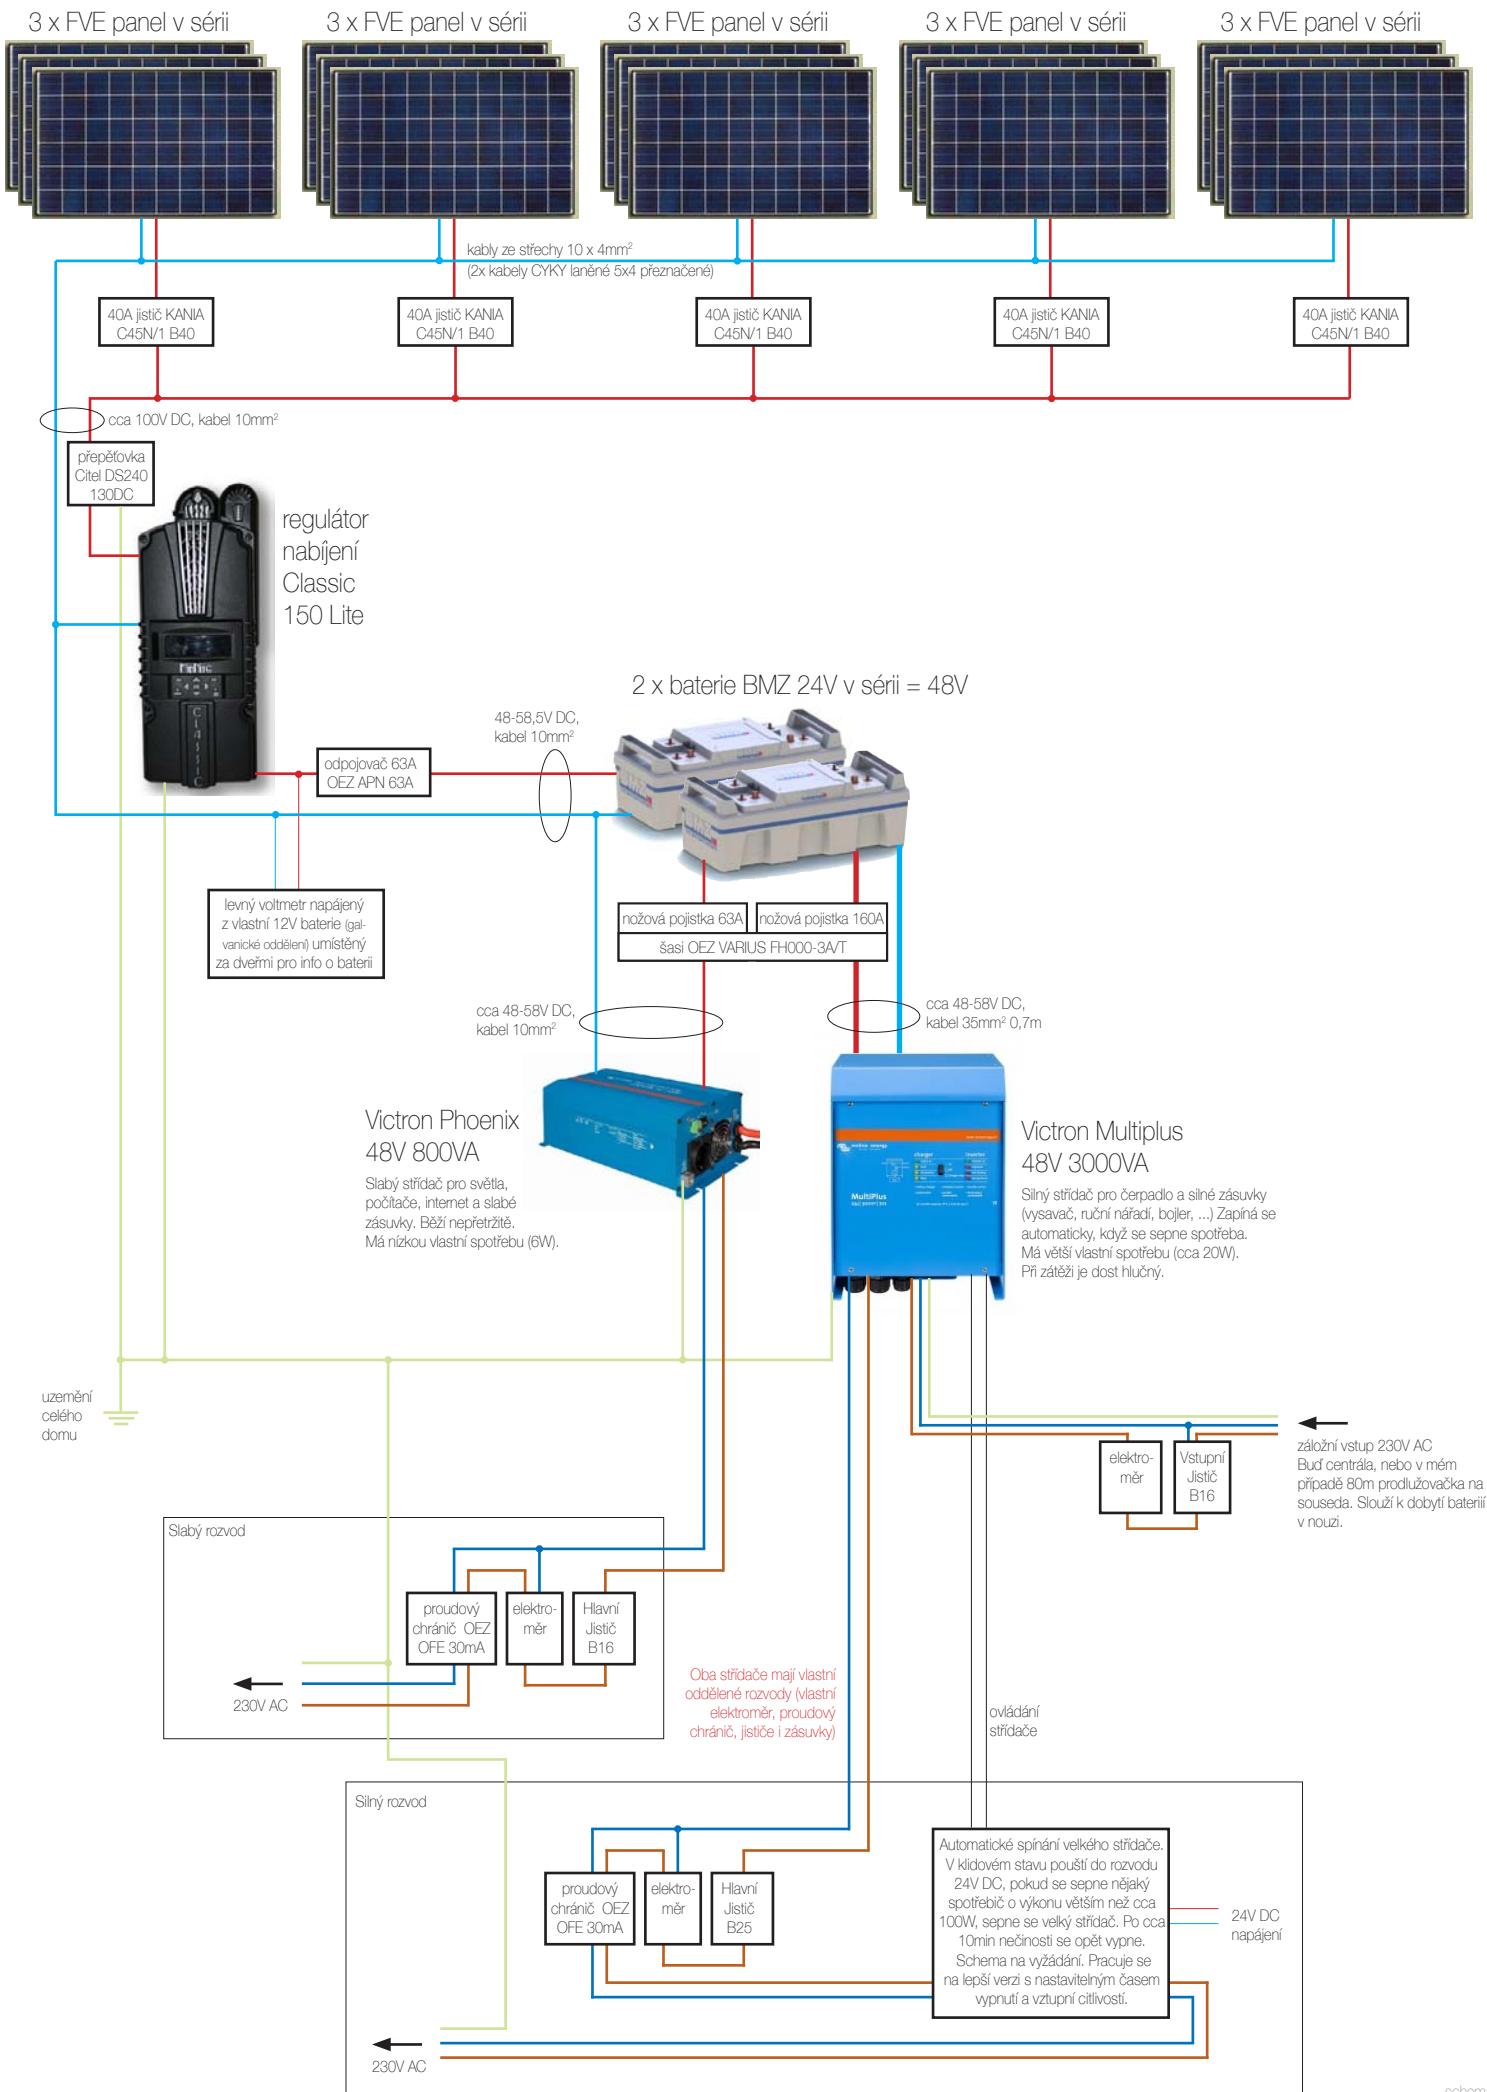 3 x FVE panel v sérii
3 x FVE panel v sérii
3 x FVE panel v sérii
3 x FVE panel v sérii
3 x FVE panel v sérii
kably ze střechy 10 x 4mm²
(2x kabely CYKY laněné 5x4 přeznačené)
40A jistič KANIA
C45N/1 B40
40A jistič KANIA
C45N/1 B40
40A jistič KANIA
C45N/1 B40
40A jistič KANIA
C45N/1 B40
40A jistič KANIA
C45N/1 B40
cca 100V DC, kabel 10mm²
přepěťovka
Citel DS240
130DC
regulátor
nabíjení
Classic
150 Lite
CLASSIC
2 x baterie BMZ 24V v sérii = 48V
48-58,5V DC,
kabel 10mm²
odpojovač 63A
OEZ APN 63A
levný voltmetr napájený
z vlastní 12V baterie (gal-
vanické oddělení) umístěný
za dveřmi pro info o baterii
nožová pojistka 63A
nožová pojistka 160A
šasi OEZ VARIUS FH000-3A/T
cca 48-58V DC,
kabel 10mm²
cca 48-58V DC,
kabel 35mm² 0,7m
Victron Phoenix
48V 800VA
Slabý střídač pro světla,
počítače, internet a slabé
zásuvky. Běží nepřetržitě.
Má nízkou vlastní spotřebu (6W).
victron energy
charger
inverter
MultiPlus
Victron Multiplus
48V 3000VA
Silný střídač pro čerpadlo a silné zásuvky
(vysavač, ruční nářadí, bojler, ...) Zapíná se
automaticky, když se sepne spotřeba.
Má větší vlastní spotřebu (cca 20W).
Při zátěži je dost hlučný.
uzemění
celého
domu
elektro-
měr
Vstupní
Jistič
B16
záložní vstup 230V AC
Buď centrála, nebo v mém
případě 80m prodlužovačka na
souseda. Slouží k dobytí bateriií
v nouzi.
Slabý rozvod
proudový
chránič OEZ
OFE 30mA
elektro-
měr
Hlavní
Jistič
B16
230V AC
Oba střídače mají vlastní
oddělené rozvody (vlastní
elektroměr, proudový
chránič, jističe i zásuvky)
ovládání
střídače
Silný rozvod
proudový
chránič OEZ
OFE 30mA
elektro-
měr
Hlavní
Jistič
B25
Automatické spínání velkého střídače.
V klidovém stavu pouští do rozvodu
24V DC, pokud se sepne nějaký
spotřebič o výkonu větším než cca
100W, sepne se velký střídač. Po cca
10min nečinosti se opět vypne.
Schema na vyžádání. Pracuje se
na lepší verzi s nastavitelným časem
vypnutí a vztupní citlivostí.
24V DC
napájení
230V AC